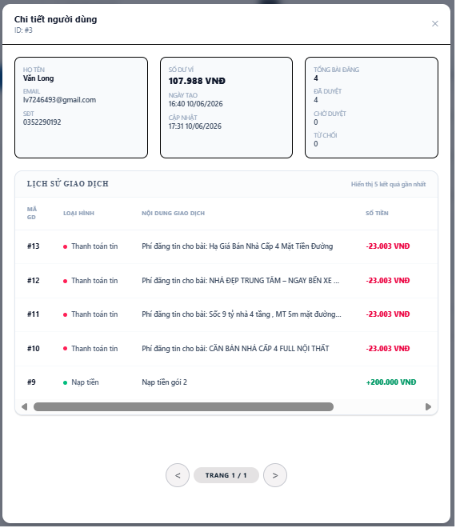 Chi tiết người dùng
ID: #3
×
HỌ TÊN
Văn Long
EMAIL
lv7246493@gmail.com
SĐT
0352290192
SỐ DƯ VÍ
107.988 VNĐ
NGÀY TẠO
16:40 10/06/2026
CẬP NHẬT
17:31 10/06/2026
TỔNG BÀI ĐĂNG
4
ĐÃ DUYỆT
4
CHỜ DUYỆT
0
TỪ CHỐI
0
LỊCH SỬ GIAO DỊCH
Hiển thị 5 kết quả gần nhất
MÃ GD LOẠI HÌNH NỘI DUNG GIAO DỊCH SỐ TIỀN
#13 Thanh toán tin Phí đăng tin cho bài: Hạ Giá Bán Nhà Cấp 4 Mặt Tiền Đường -23.003 VNĐ
#12 Thanh toán tin Phí đăng tin cho bài: NHÀ ĐẸP TRUNG TÂM – NGAY BẾN XE ... -23.003 VNĐ
#11 Thanh toán tin Phí đăng tin cho bài: Sốc 9 tỷ nhà 4 tầng , MT 5m mặt đường... -23.003 VNĐ
#10 Thanh toán tin Phí đăng tin cho bài: CẦN BÁN NHÀ CẤP 4 FULL NỘI THẤT -23.003 VNĐ
#9 Nạp tiền Nạp tiền gói 2 +200.000 VNĐ
< TRANG 1 / 1 >